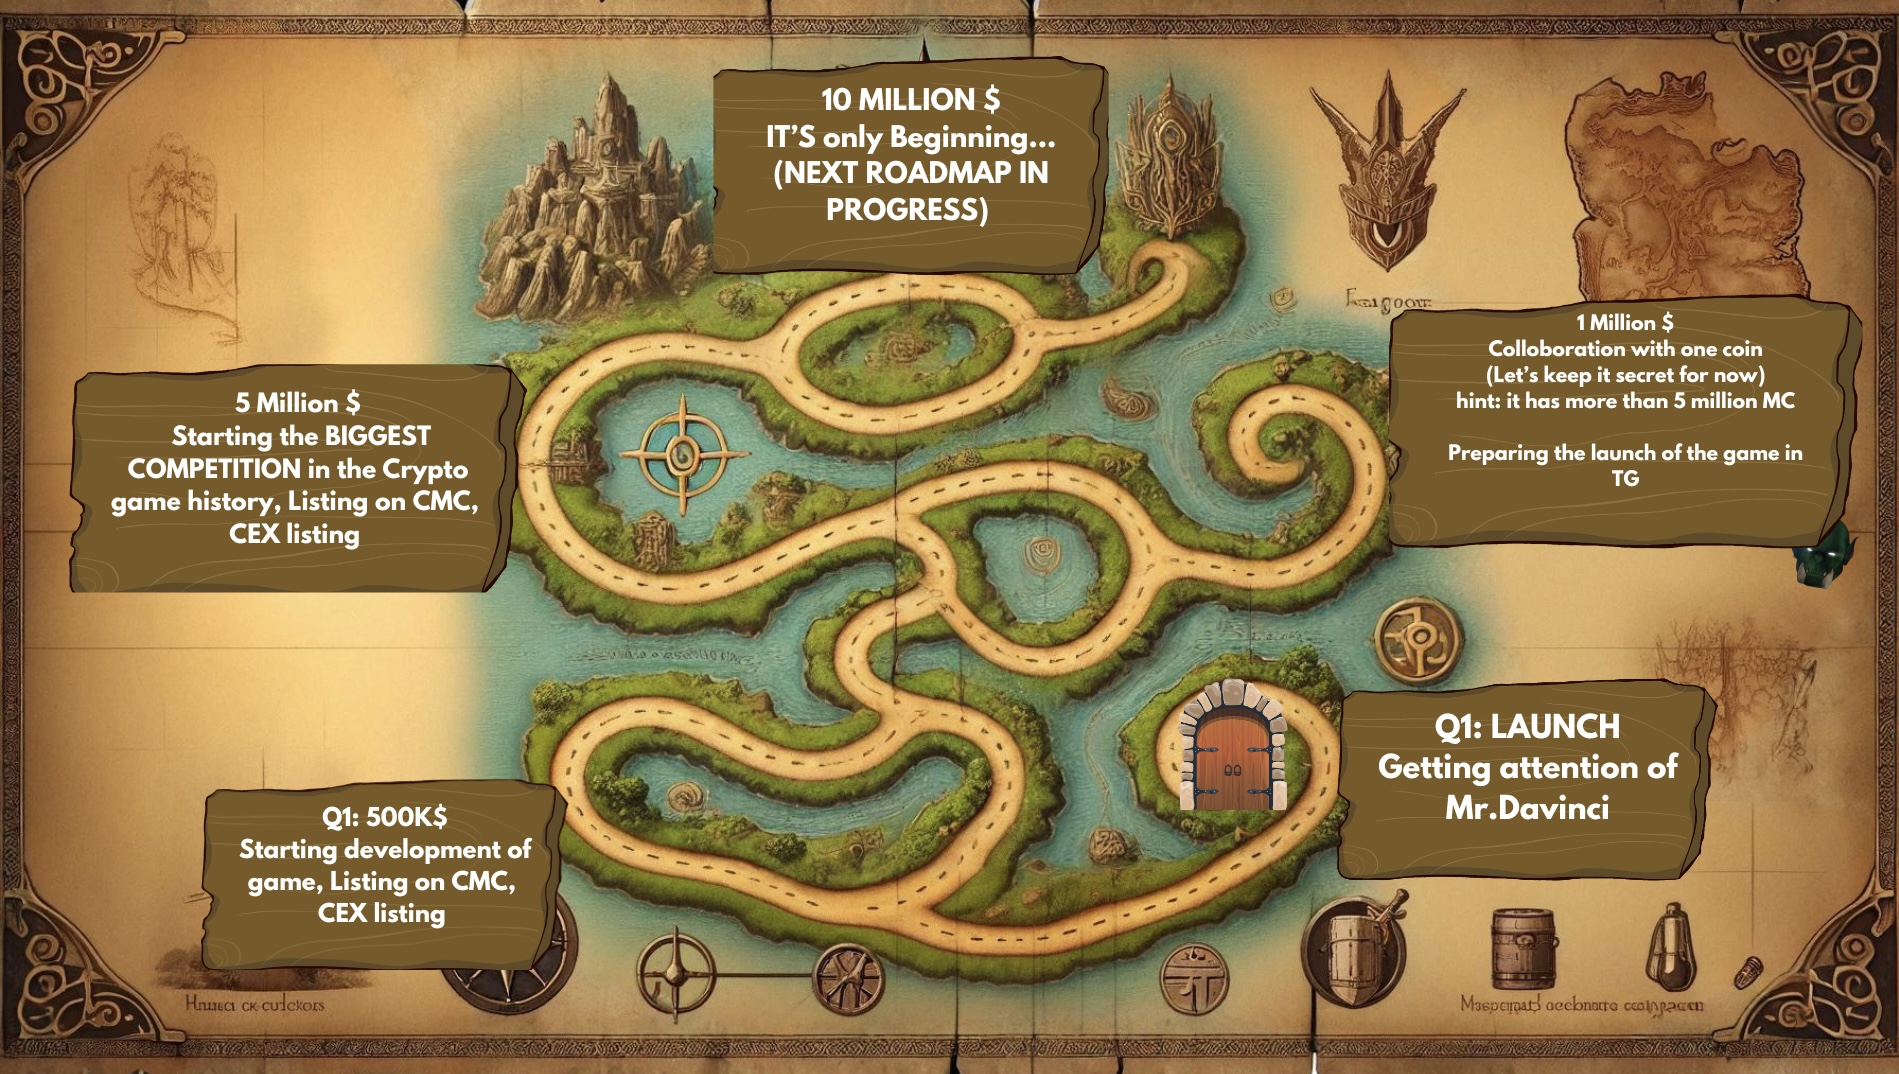 10 MILLION $
IT'S only Beginning...
(NEXT ROADMAP IN
PROGRESS)
1 Million $
Colloboration with one coin
(Let's keep it secret for now)
hint: it has more than 5 million MC
Preparing the launch of the game in
TG
5 Million $
Starting the BIGGEST
COMPETITION in the Crypto
game history, Listing on CMC,
CEX listing
Q1: LAUNCH
Getting attention of
Mr.Davinci
Q1: 500K$
Starting development of
game, Listing on CMC,
CEX listing